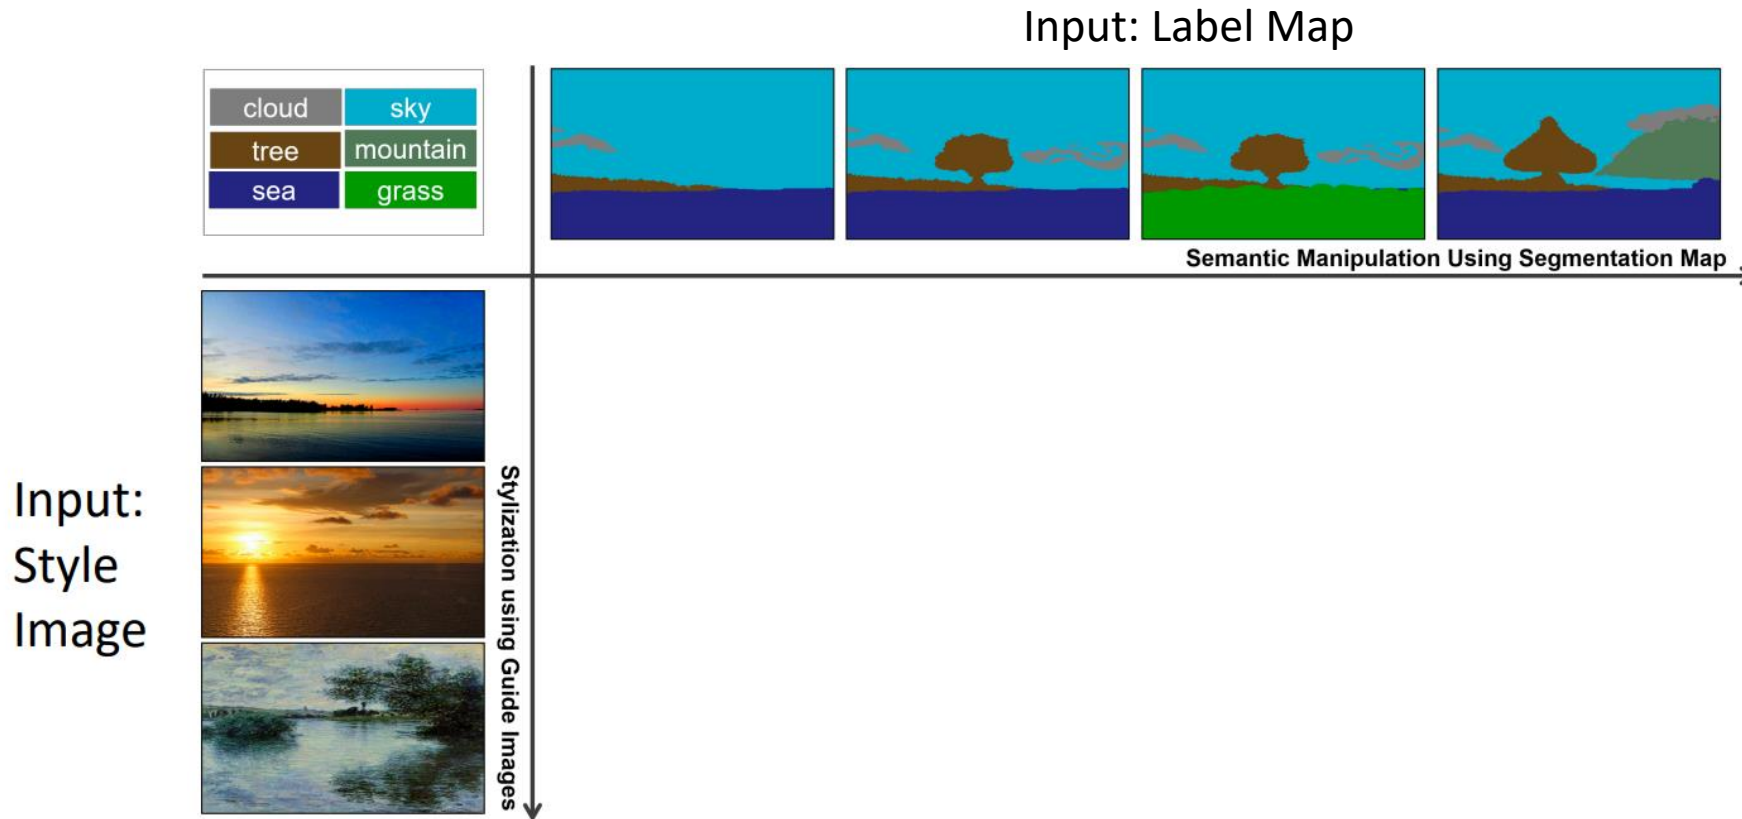 Input: Label Map
cloud sky
tree mountain
sea grass
Semantic Manipulation Using Segmentation Map
Input:
Style
Image
Stylization using Guide Images